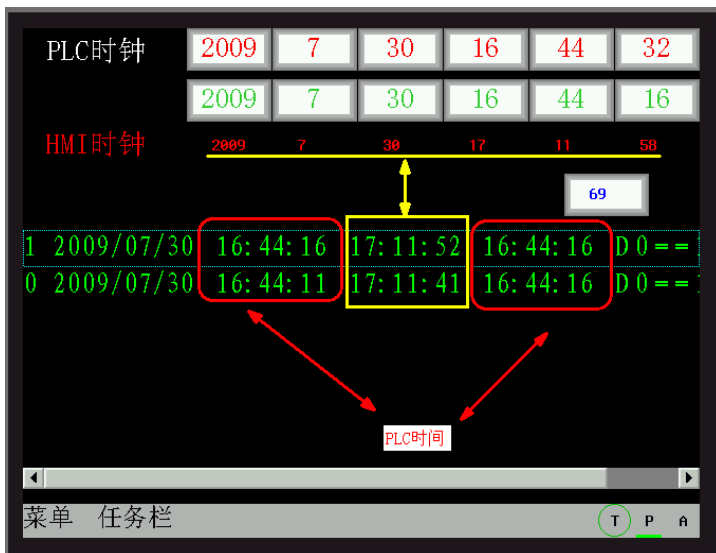 PLC时钟 2009 7 30 16 44 32
2009 7 30 16 44 16
HMI时钟 2009 7 30 17 11 58
69
1 2009/07/30 16:44:16 17:11:52 16:44:16 D0==
0 2009/07/30 16:44:11 17:11:41 16:44:16 D0==
PLC时间
菜单 任务栏 T P A